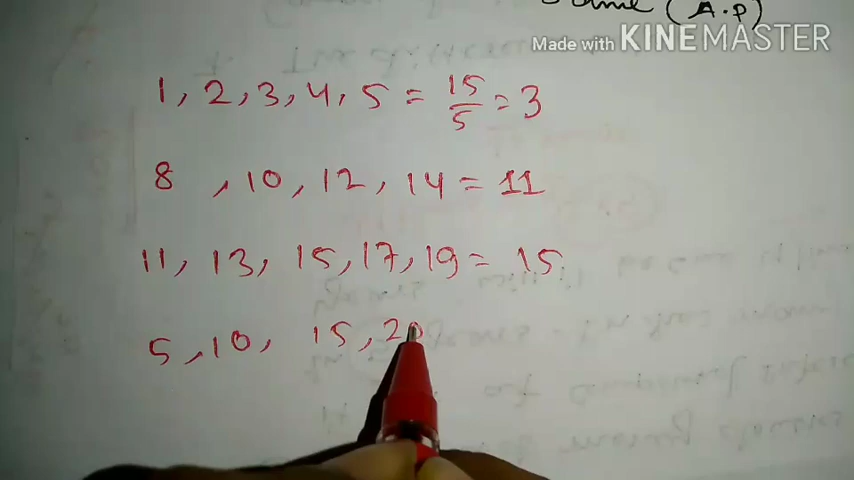 (A.P)
Made with KINEMASTER
1, 2, 3, 4, 5 = 15/5 = 3
8 , 10, 12, 14 = 11
11, 13, 15, 17, 19 = 15
5, 10, 15, 20